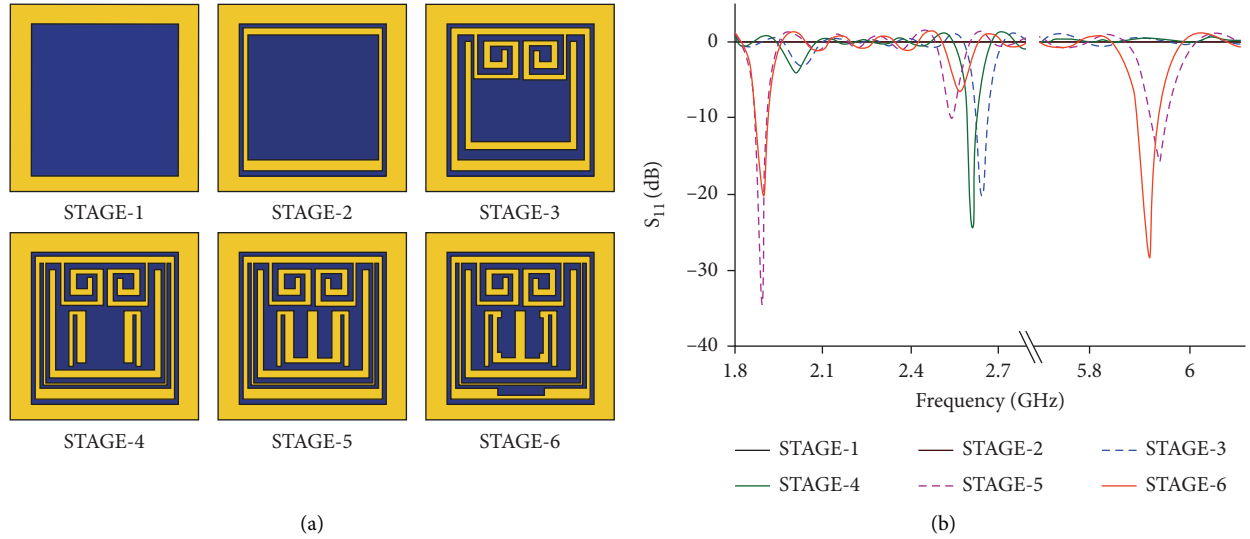 STAGE-1 STAGE-2 STAGE-3
STAGE-4 STAGE-5 STAGE-6
(a)
S11 (dB)
0
−10
−20
−30
−40
1.8 2.1 2.4 2.7 5.8 6
Frequency (GHz)
STAGE-1 STAGE-2 STAGE-3
STAGE-4 STAGE-5 STAGE-6
(b)